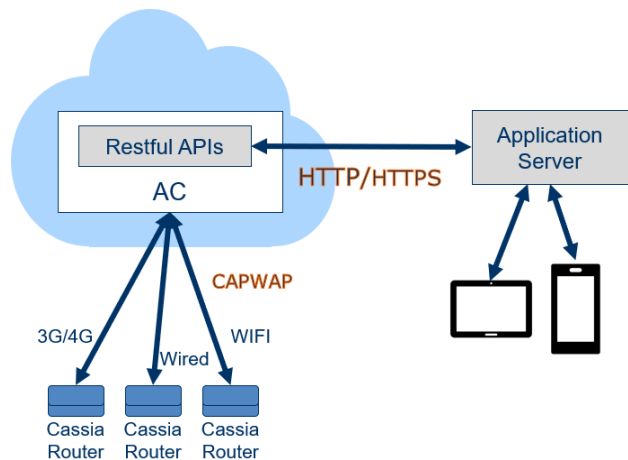 Restful APIs
AC
HTTP/HTTPS
Application
Server
CAPWAP
3G/4G
Wired
WIFI
Cassia
Router
Cassia
Router
Cassia
Router